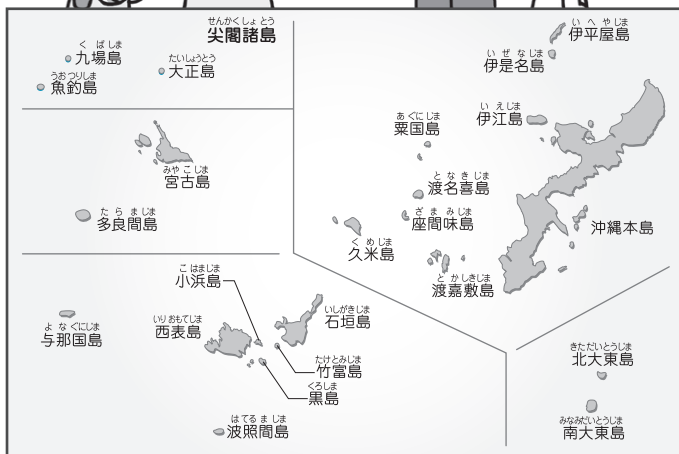 せんかくしょとう
尖閣諸島
くばしま
九場島
たいしょうとう
大正島
うおつりしま
魚釣島
みやこじま
宮古島
たらまじま
多良間島
いへやじま
伊平屋島
いぜなじま
伊是名島
いえじま
伊江島
あぐにじま
粟国島
となきじま
渡名喜島
ざまみじま
座間味島
くめじま
久米島
とかしきじま
渡嘉敷島
沖縄本島
こはまじま
小浜島
いしがきじま
石垣島
いりおもてじま
西表島
よなぐにじま
与那国島
たけとみじま
竹富島
くろしま
黒島
はてるまじま
波照間島
きただいとうじま
北大東島
みなみだいとうじま
南大東島